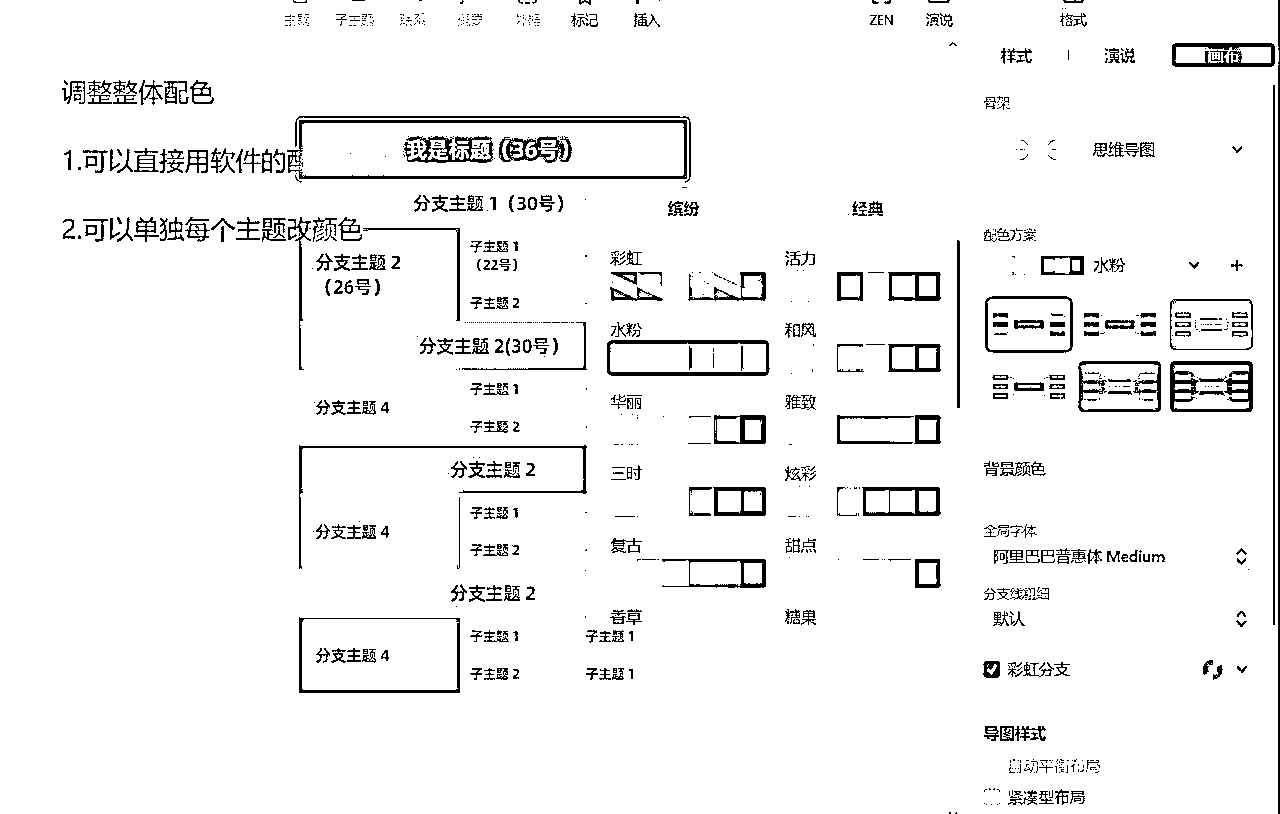 主题 子主题 联系 概要 外框 标记 插入 ZEN 演说 格式
样式 演说 画布
调整整体配色
1.可以直接用软件的配
2.可以单独每个主题改颜色
我是标题（36号）
分支主题 1（30号）
分支主题 2
（26号）
子主题 1
（22号）
子主题 2
分支主题 2(30号）
分支主题 4
子主题 1
子主题 2
分支主题 2
分支主题 4
子主题 1
子主题 2
分支主题 2
分支主题 4
子主题 1 子主题 1
子主题 2 子主题 1
缤纷 经典
彩虹 活力
水粉 和风
华丽 雅致
三时 炫彩
复古 甜点
香草 糖果
骨架
思维导图
配色方案
水粉
背景颜色
全局字体
阿里巴巴普惠体 Medium
分支线粗细
默认
彩虹分支
导图样式
自动平衡布局
紧凑型布局